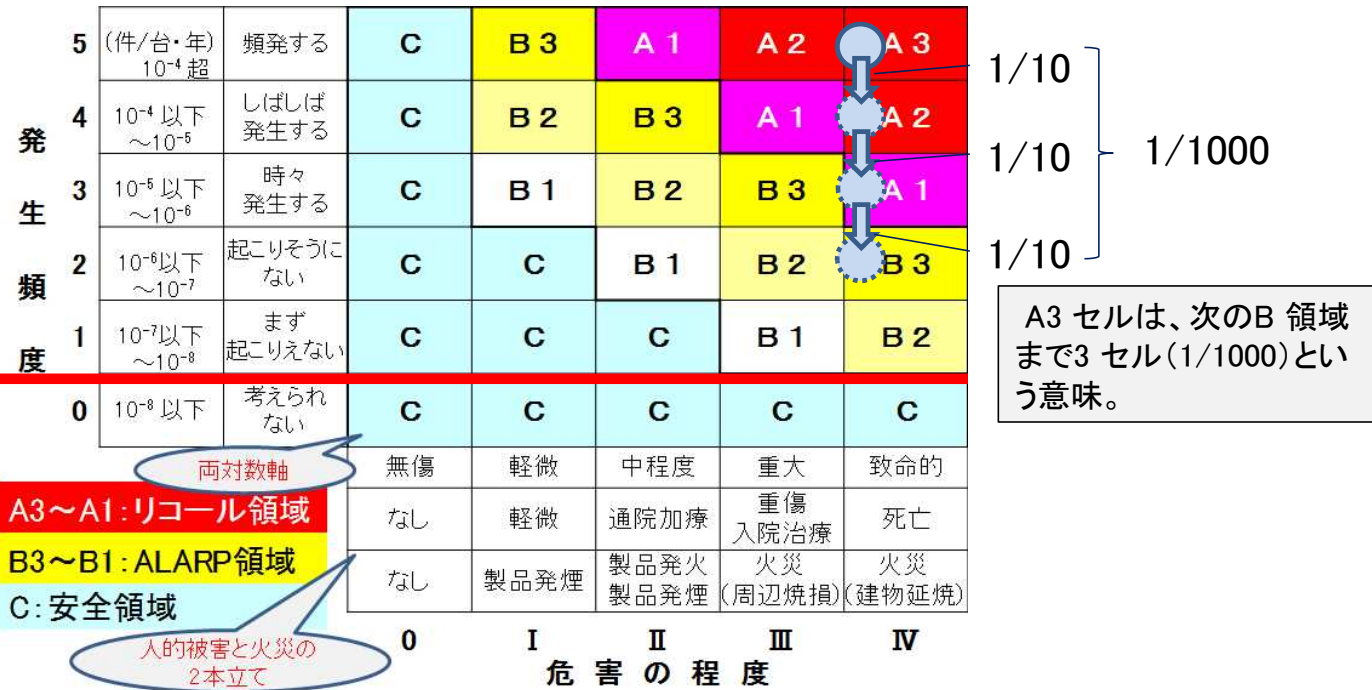 5 (件/台・年) 10⁻⁴ 超 頻発する C B3 A1 A2 A3
4 10⁻⁴ 以下 ～10⁻⁵ しばしば 発生する C B2 B3 A1 A2
3 10⁻⁵ 以下 ～10⁻⁶ 時々 発生する C B1 B2 B3 A1
2 10⁻⁶以下 ～10⁻⁷ 起こりそうに ない C C B1 B2 B3
1 10⁻⁷以下 ～10⁻⁸ まず 起こりえない C C C B1 B2
0 10⁻⁸ 以下 考えられ ない C C C C C
発生頻度
1/10
1/10
1/10
1/1000
A3 セルは、次のB 領域
まで3 セル（1/1000）とい
う意味。
両対数軸
無傷 軽微 中程度 重大 致命的
なし 軽微 通院加療 重傷 入院治療 死亡
なし 製品発煙 製品発火 製品発煙 火災 (周辺焼損) 火災 (建物延焼)
A3～A1：リコール領域
B3～B1：ALARP領域
C：安全領域
人的被害と火災の
2本立て
0 Ⅰ Ⅱ Ⅲ Ⅳ
危害の程度